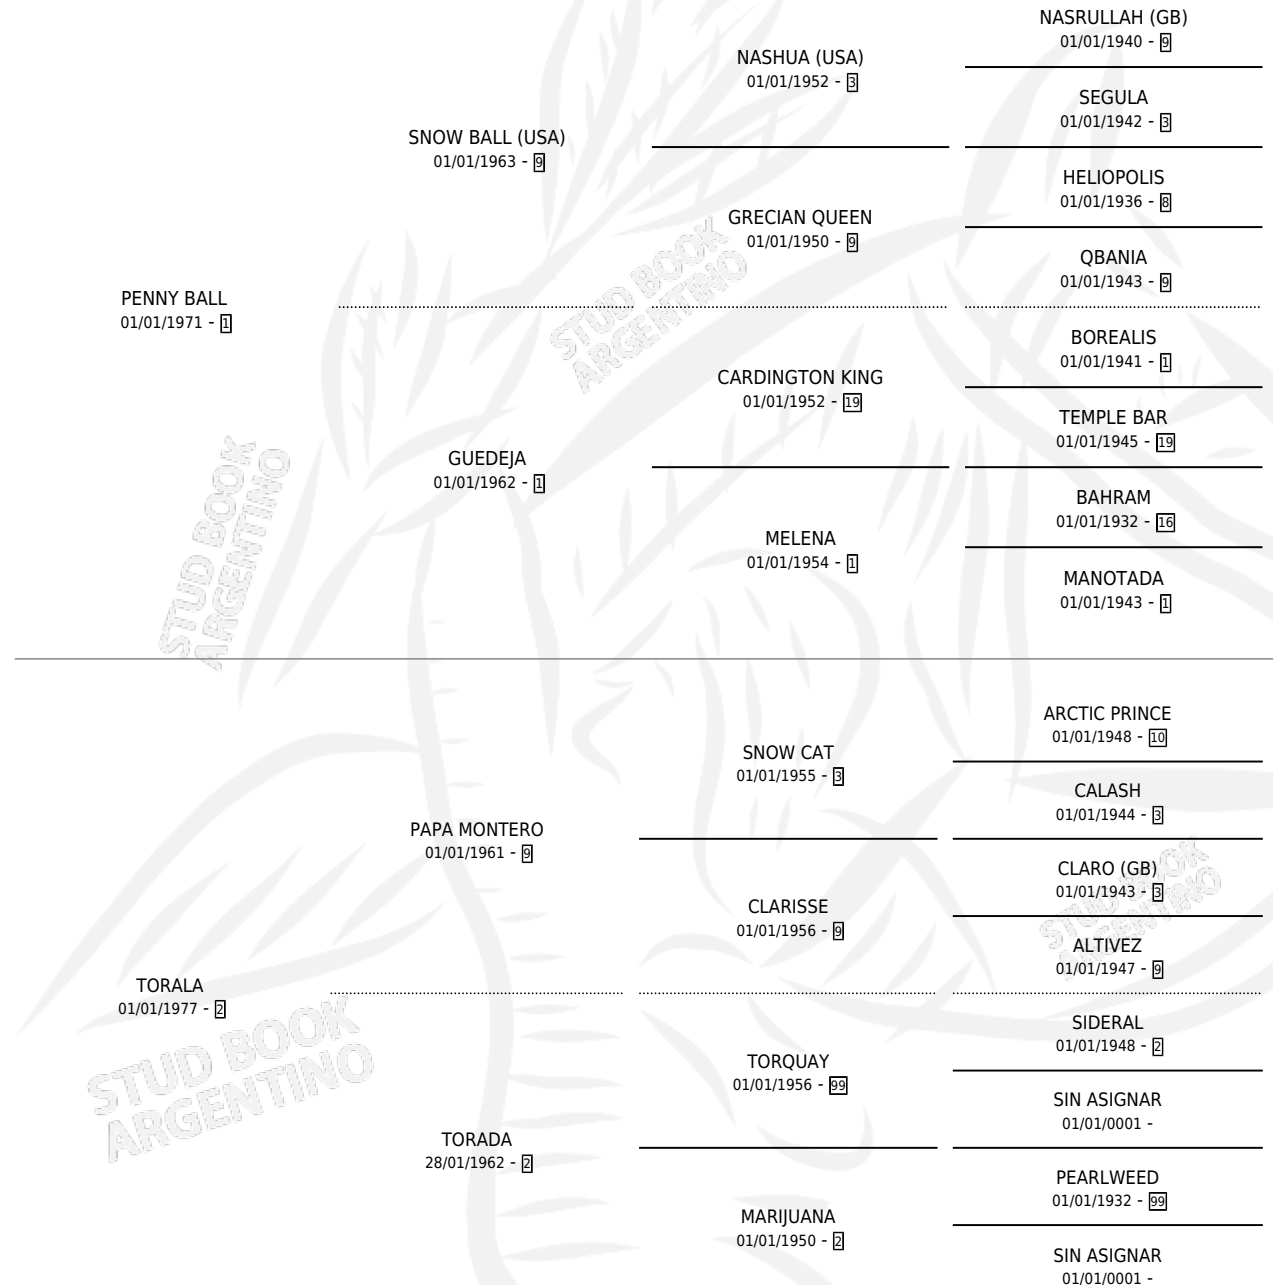 NASRULLAH (GB)
01/01/1940 - 9
NASHUA (USA)
01/01/1952 - 3
SEGULA
01/01/1942 - 3
SNOW BALL (USA)
01/01/1963 - 9
HELIOPOLIS
01/01/1936 - 8
GRECIAN QUEEN
01/01/1950 - 9
QBANIA
01/01/1943 - 9
PENNY BALL
01/01/1971 - 1
STUD BOOK
ARGENTINO
BOREALIS
01/01/1941 - 1
CARDINGTON KING
01/01/1952 - 19
TEMPLE BAR
01/01/1945 - 19
GUEDEJA
01/01/1962 - 1
BAHRAM
01/01/1932 - 16
MELENA
01/01/1954 - 1
MANOTADA
01/01/1943 - 1
STUD BOOK
ARGENTINO
ARCTIC PRINCE
01/01/1948 - 10
SNOW CAT
01/01/1955 - 3
CALASH
01/01/1944 - 3
PAPA MONTERO
01/01/1961 - 9
CLARO (GB)
01/01/1943 - 3
CLARISSE
01/01/1956 - 9
STUD BOOK
ARGENTINO
ALTIVEZ
01/01/1947 - 9
TORALA
01/01/1977 - 2
STUD BOOK
ARGENTINO
SIDERAL
01/01/1948 - 2
TORQUAY
01/01/1956 - 99
SIN ASIGNAR
01/01/0001 -
TORADA
28/01/1962 - 2
PEARLWEED
01/01/1932 - 99
MARIJUANA
01/01/1950 - 2
SIN ASIGNAR
01/01/0001 -